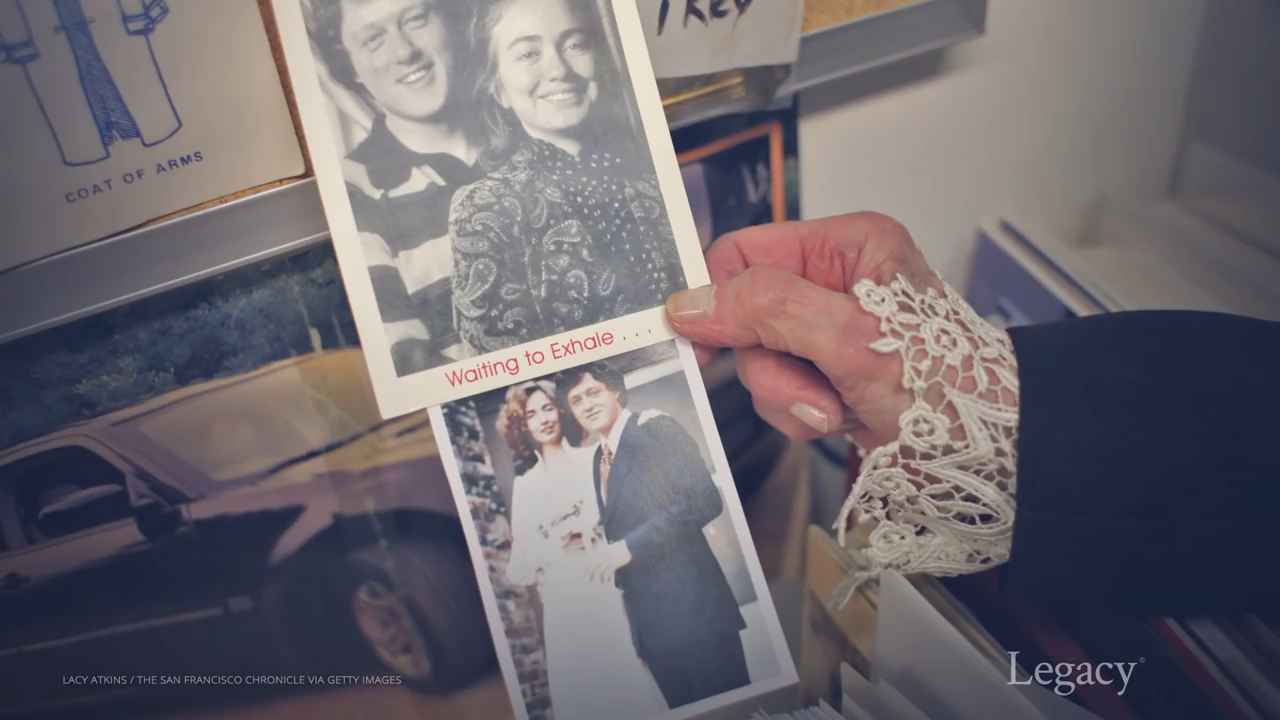 COAT OF ARMS
Waiting to Exhale . . .
LACY ATKINS / THE SAN FRANCISCO CHRONICLE VIA GETTY IMAGES
Legacy®